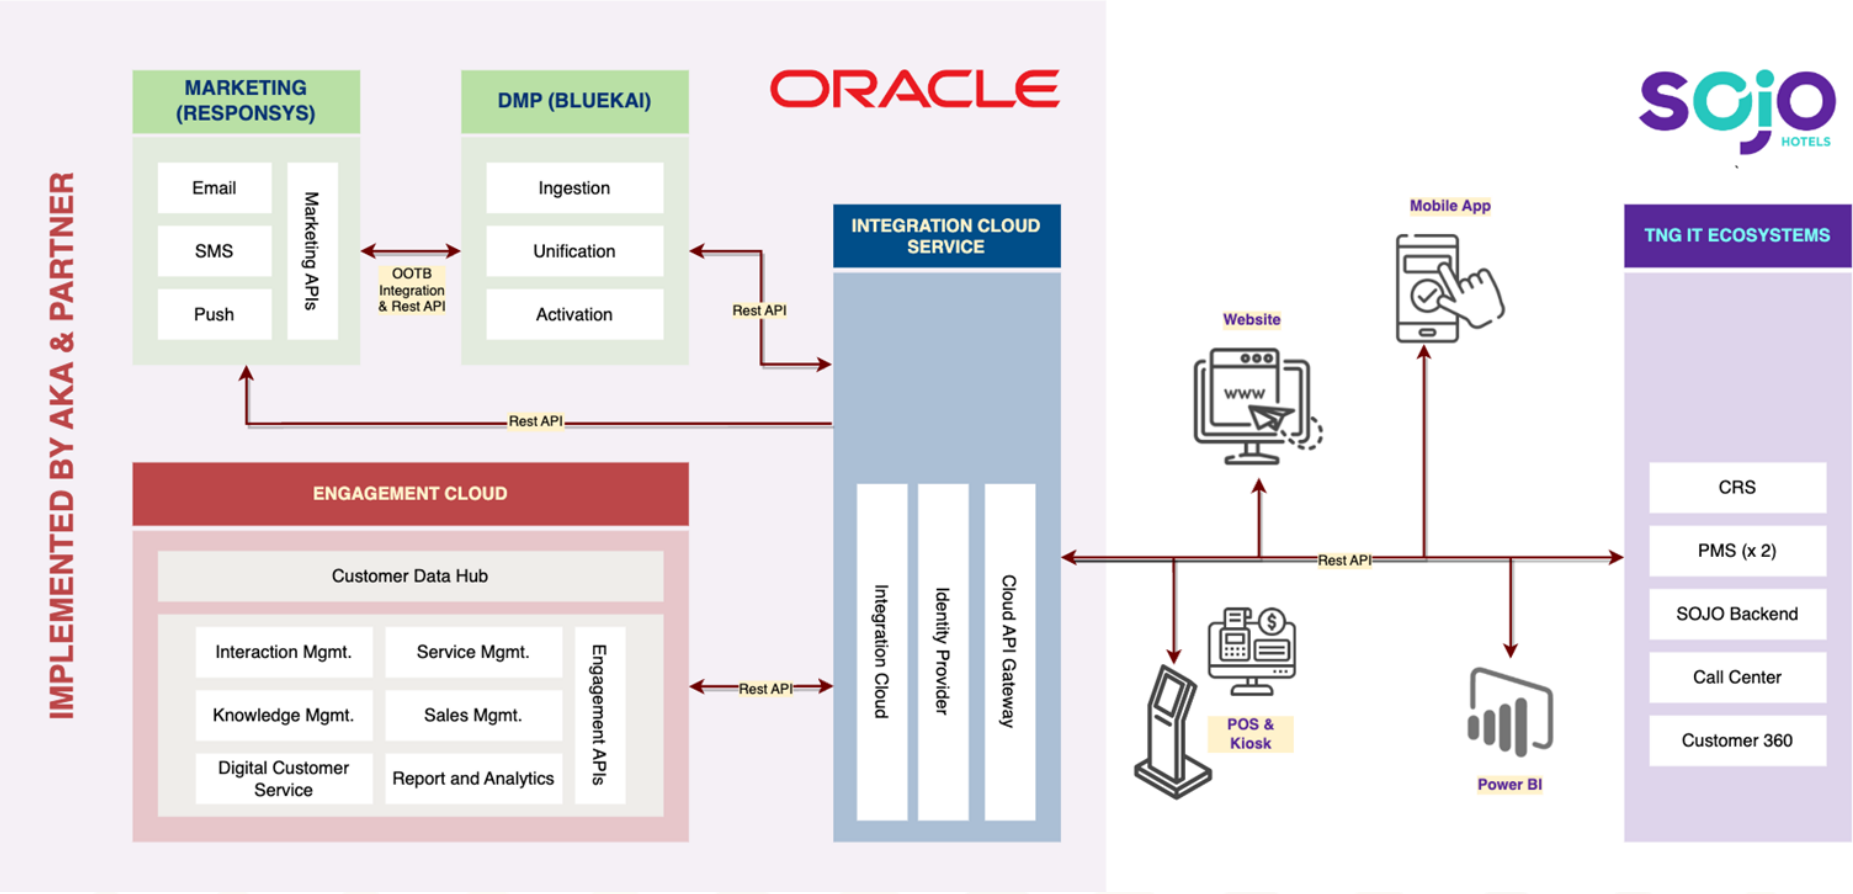 IMPLEMENTED BY AKA & PARTNER
MARKETING
(RESPONSYS)
Email
SMS
Push
Marketing APIs
OOTB
Integration
& Rest API
DMP (BLUEKAI)
Ingestion
Unification
Activation
ORACLE
Rest API
Rest API
ENGAGEMENT CLOUD
Customer Data Hub
Interaction Mgmt.
Service Mgmt.
Knowledge Mgmt.
Sales Mgmt.
Digital Customer
Service
Report and Analytics
Engagement APIs
Rest API
INTEGRATION CLOUD
SERVICE
Integration Cloud
Identity Provider
Cloud API Gateway
Website
WWW
Mobile App
Rest API
POS &
Kiosk
$
Power BI
SOJO
HOTELS
TNG IT ECOSYSTEMS
CRS
PMS (x 2)
SOJO Backend
Call Center
Customer 360